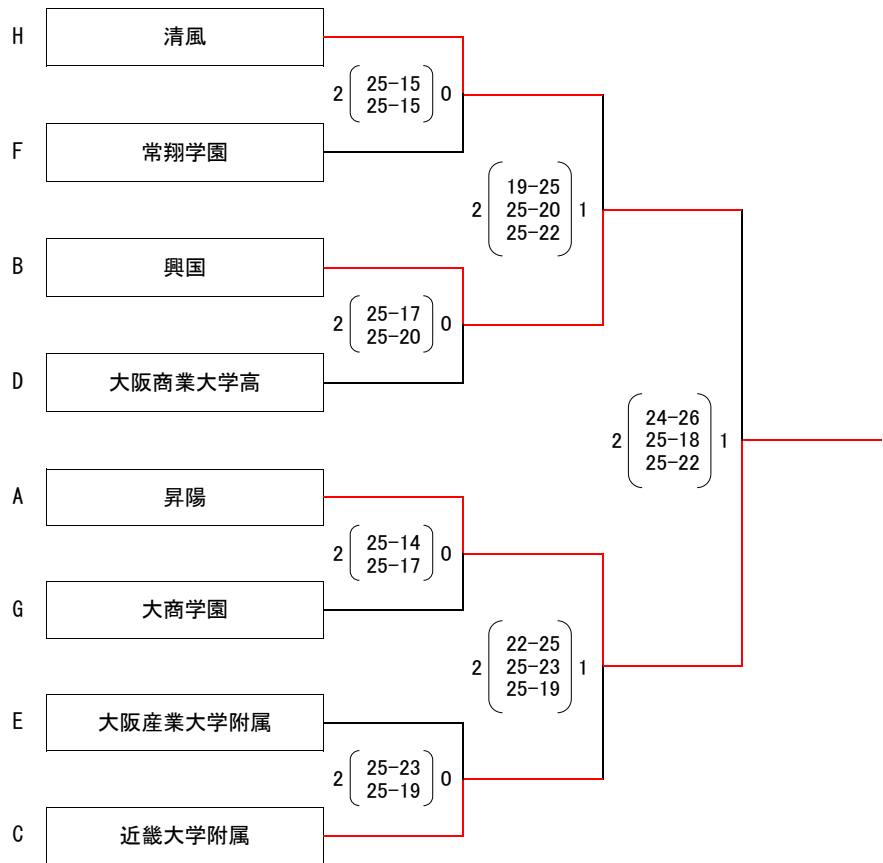 H 清風
2 25-15 0
25-15
F 常翔学園
2 19-25 1
25-20
25-22
B 興国
2 25-17 0
25-20
D 大阪商業大学高
2 24-26 1
25-18
25-22
A 昇陽
2 25-14 0
25-17
G 大商学園
2 22-25 1
25-23
25-19
E 大阪産業大学附属
2 25-23 0
25-19
C 近畿大学附属